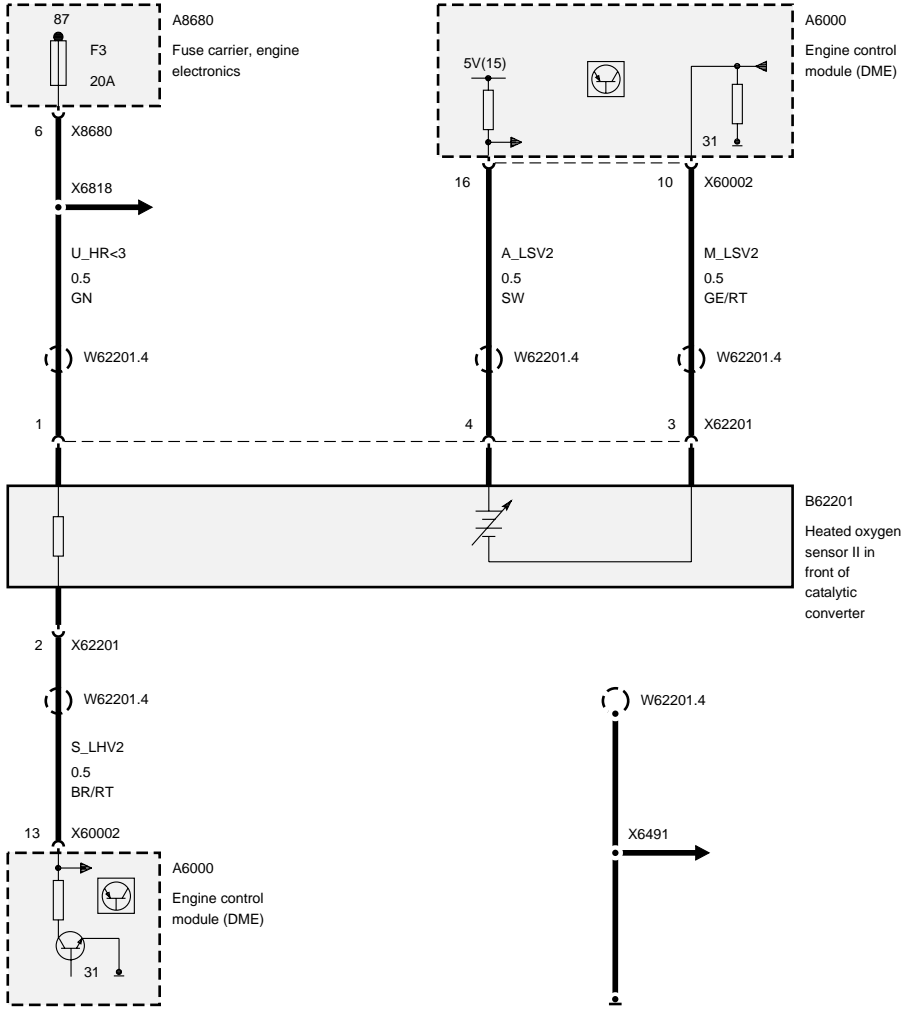 87
A8680
F3
Fuse carrier, engine
electronics
20A
6
X8680
X6818
U_HR<3
0.5
GN
W62201.4
1
A6000
Engine control
module (DME)
5V(15)
31
16
10
X60002
A_LSV2
0.5
SW
M_LSV2
0.5
GE/RT
W62201.4
W62201.4
4
3
X62201
B62201
Heated oxygen
sensor II in
front of
catalytic
converter
2
X62201
W62201.4
S_LHV2
0.5
BR/RT
13
X60002
A6000
Engine control
module (DME)
31
W62201.4
X6491